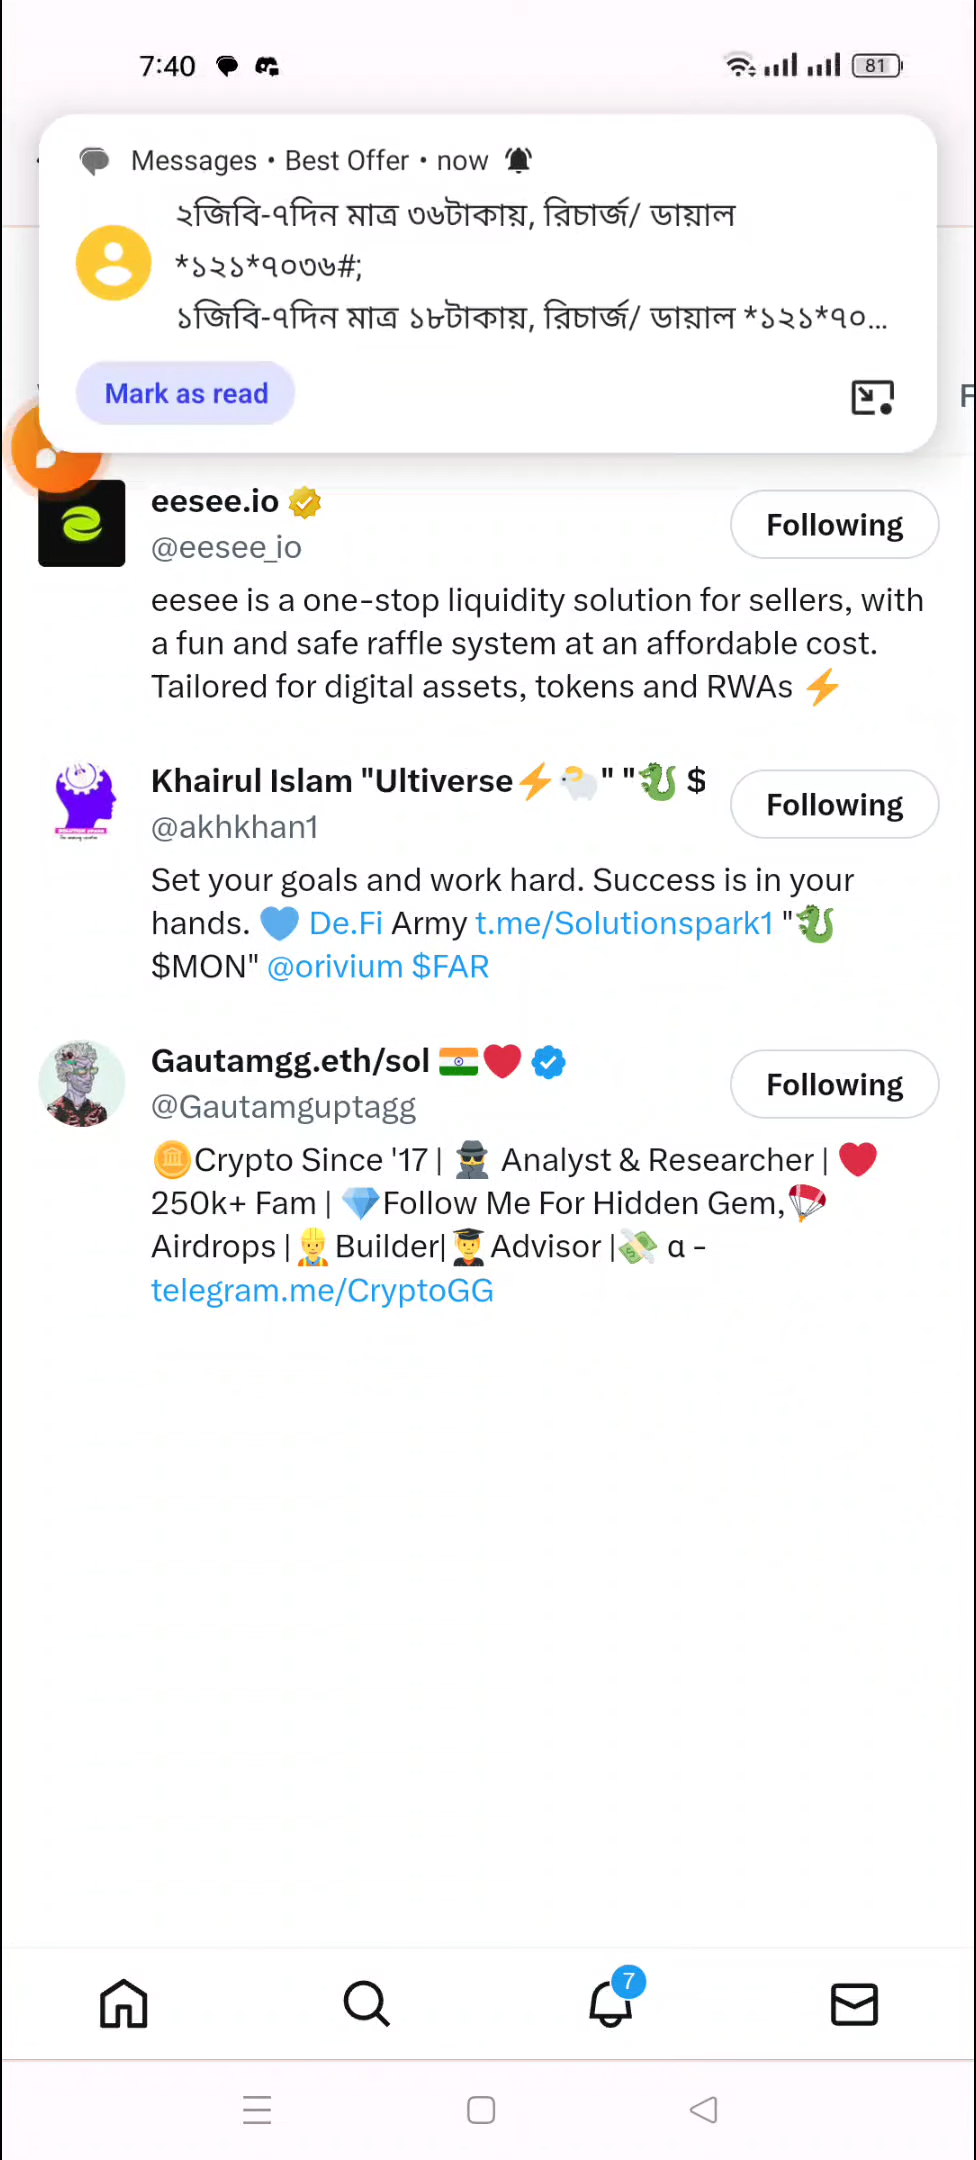 7:40
81
Messages • Best Offer • now
২জিবি-৭দিন মাত্র ৩৬টাকায়, রিচার্জ/ ডায়াল
*১২১*৭০৩৬#;
১জিবি-৭দিন মাত্র ১৮টাকায়, রিচার্জ/ ডায়াল *১২১*৭০...
Mark as read
eesee.io
Following
@eesee_io
eesee is a one-stop liquidity solution for sellers, with
a fun and safe raffle system at an affordable cost.
Tailored for digital assets, tokens and RWAs ⚡
Khairul Islam "Ultiverse⚡🐏" "🐉 $
Following
@akhkhan1
Set your goals and work hard. Success is in your
hands. 💙 De.Fi Army t.me/Solutionspark1 "🐉
$MON" @orivium $FAR
Gautamgg.eth/sol 🇮🇳❤️
Following
@Gautamguptagg
🪙Crypto Since '17 | 🕵️ Analyst & Researcher | ❤️
250k+ Fam | 💎Follow Me For Hidden Gem,🪂
Airdrops |👷Builder|👨‍🎓Advisor |💸 α -
telegram.me/CryptoGG
7